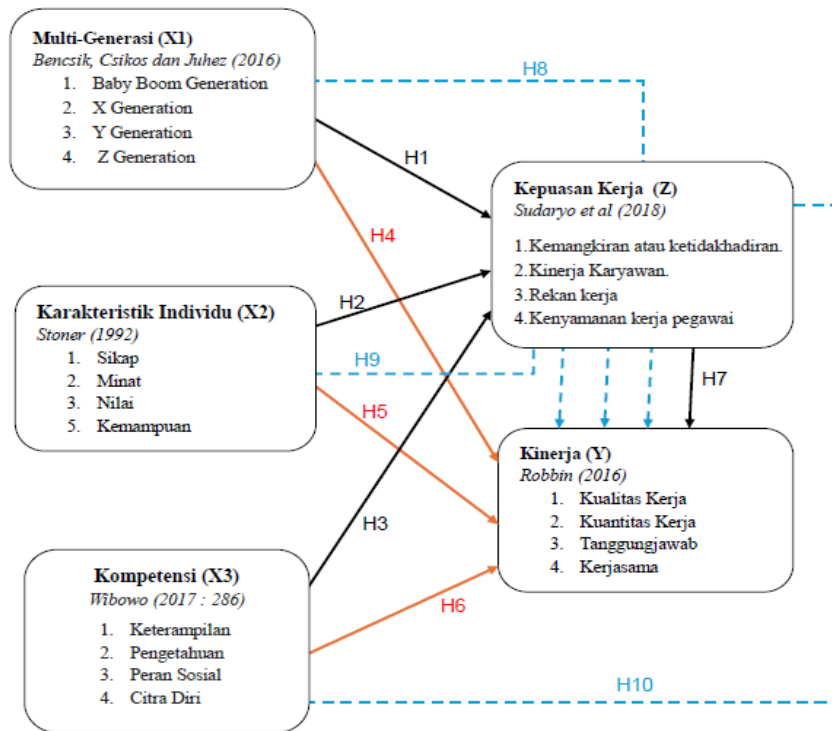 Multi-Generasi (X1)
Bencsik, Csikos dan Juhez (2016)
1. Baby Boom Generation
2. X Generation
3. Y Generation
4. Z Generation
H8
H1
H4
Kepuasan Kerja (Z)
Sudaryo et al (2018)
1.Kemangkiran atau ketidakhadiran.
2.Kinerja Karyawan.
3.Rekan kerja
4.Kenyamanan kerja pegawai
Karakteristik Individu (X2)
Stoner (1992)
1. Sikap
2. Minat
3. Nilai
5. Kemampuan
H2
H9
H5
H7
H3
Kinerja (Y)
Robbin (2016)
1. Kualitas Kerja
2. Kuantitas Kerja
3. Tanggungjawab
4. Kerjasama
Kompetensi (X3)
Wibowo (2017 : 286)
1. Keterampilan
2. Pengetahuan
3. Peran Sosial
4. Citra Diri
H6
H10